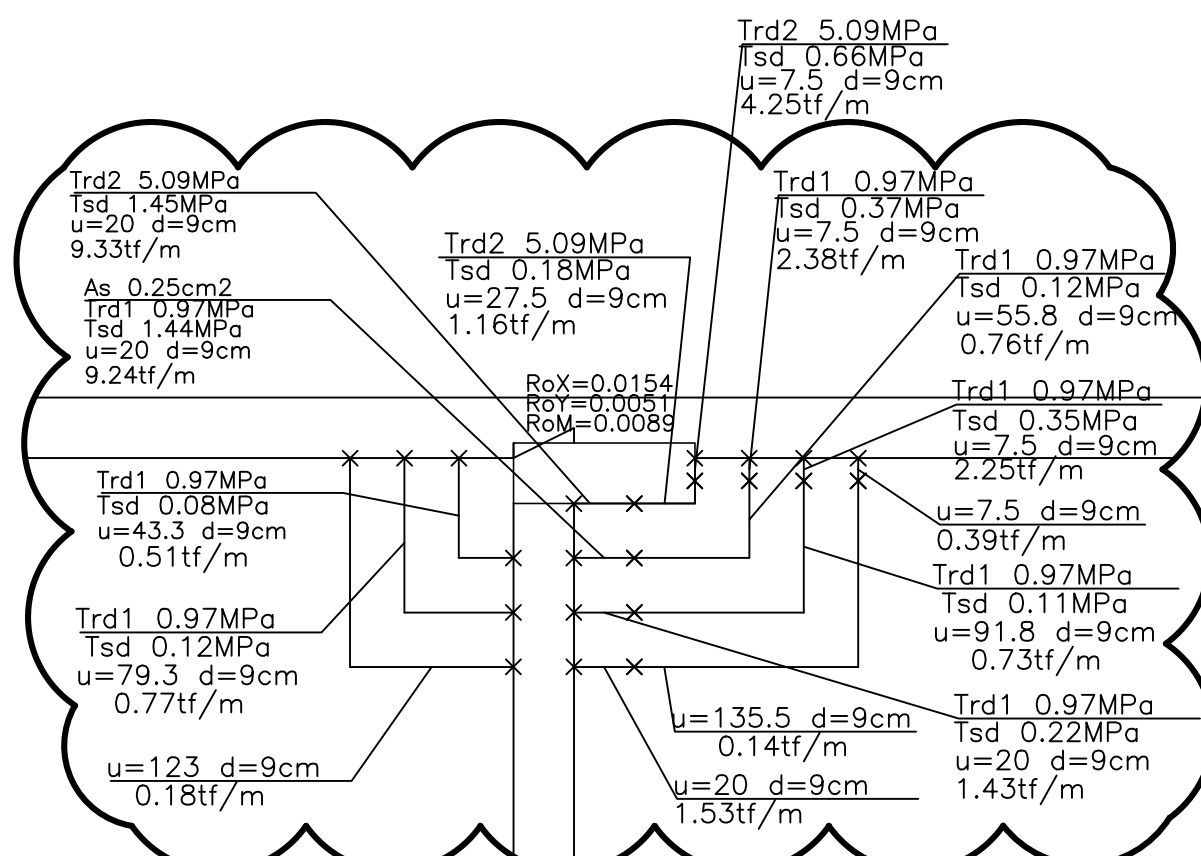 Trd2 5.09MPa
Tsd 0.66MPa
u=7.5 d=9cm
4.25tf/m
Trd2 5.09MPa
Tsd 1.45MPa
u=20 d=9cm
9.33tf/m
Trd1 0.97MPa
Tsd 0.37MPa
u=7.5 d=9cm
2.38tf/m
Trd2 5.09MPa
Tsd 0.18MPa
u=27.5 d=9cm
1.16tf/m
Trd1 0.97MPa
Tsd 0.12MPa
u=55.8 d=9cm
0.76tf/m
As 0.25cm2
Trd1 0.97MPa
Tsd 1.44MPa
u=20 d=9cm
9.24tf/m
RoX=0.0154
RoY=0.0051
RoM=0.0089
Trd1 0.97MPa
Tsd 0.35MPa
u=7.5 d=9cm
2.25tf/m
Trd1 0.97MPa
Tsd 0.08MPa
u=43.3 d=9cm
0.51tf/m
u=7.5 d=9cm
0.39tf/m
Trd1 0.97MPa
Tsd 0.11MPa
u=91.8 d=9cm
0.73tf/m
Trd1 0.97MPa
Tsd 0.12MPa
u=79.3 d=9cm
0.77tf/m
Trd1 0.97MPa
Tsd 0.22MPa
u=20 d=9cm
1.43tf/m
u=135.5 d=9cm
0.14tf/m
u=123 d=9cm
0.18tf/m
u=20 d=9cm
1.53tf/m